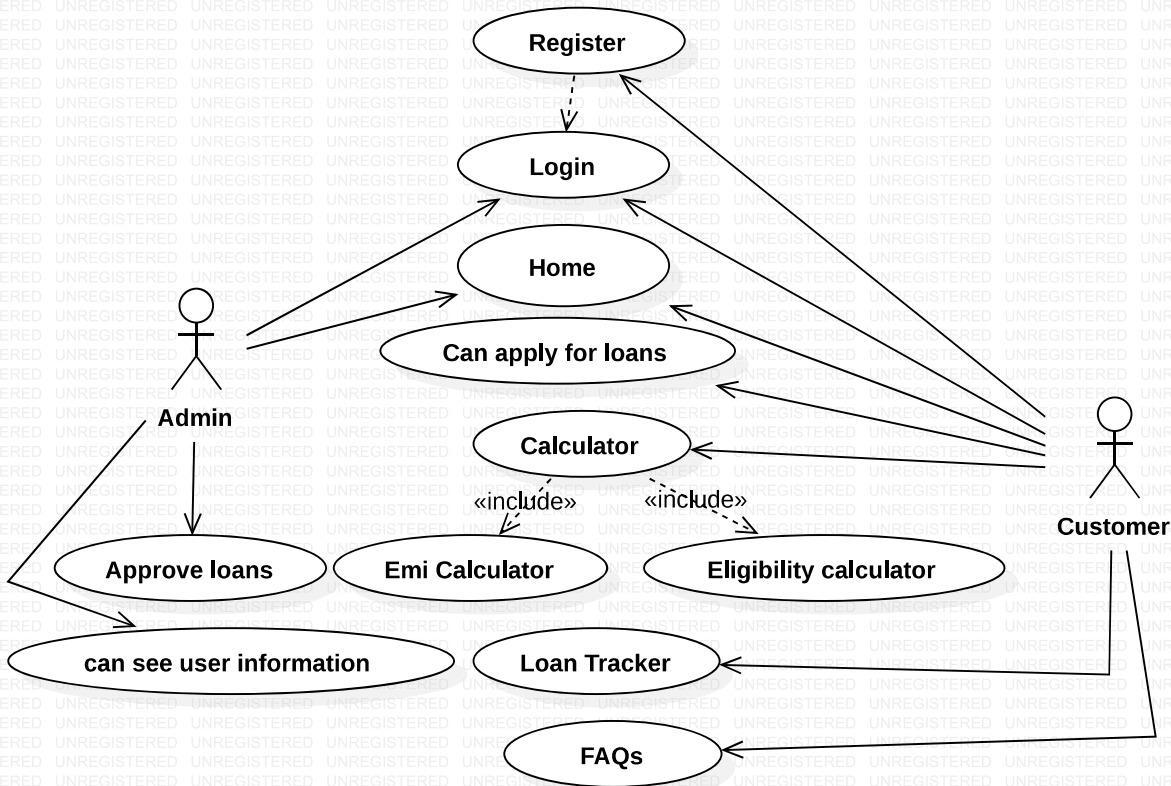 Register
Login
Home
Can apply for loans
Admin
Calculator
«include»
«include»
Customer
Approve loans
Emi Calculator
Eligibility calculator
can see user information
Loan Tracker
FAQs
UNREGISTERED